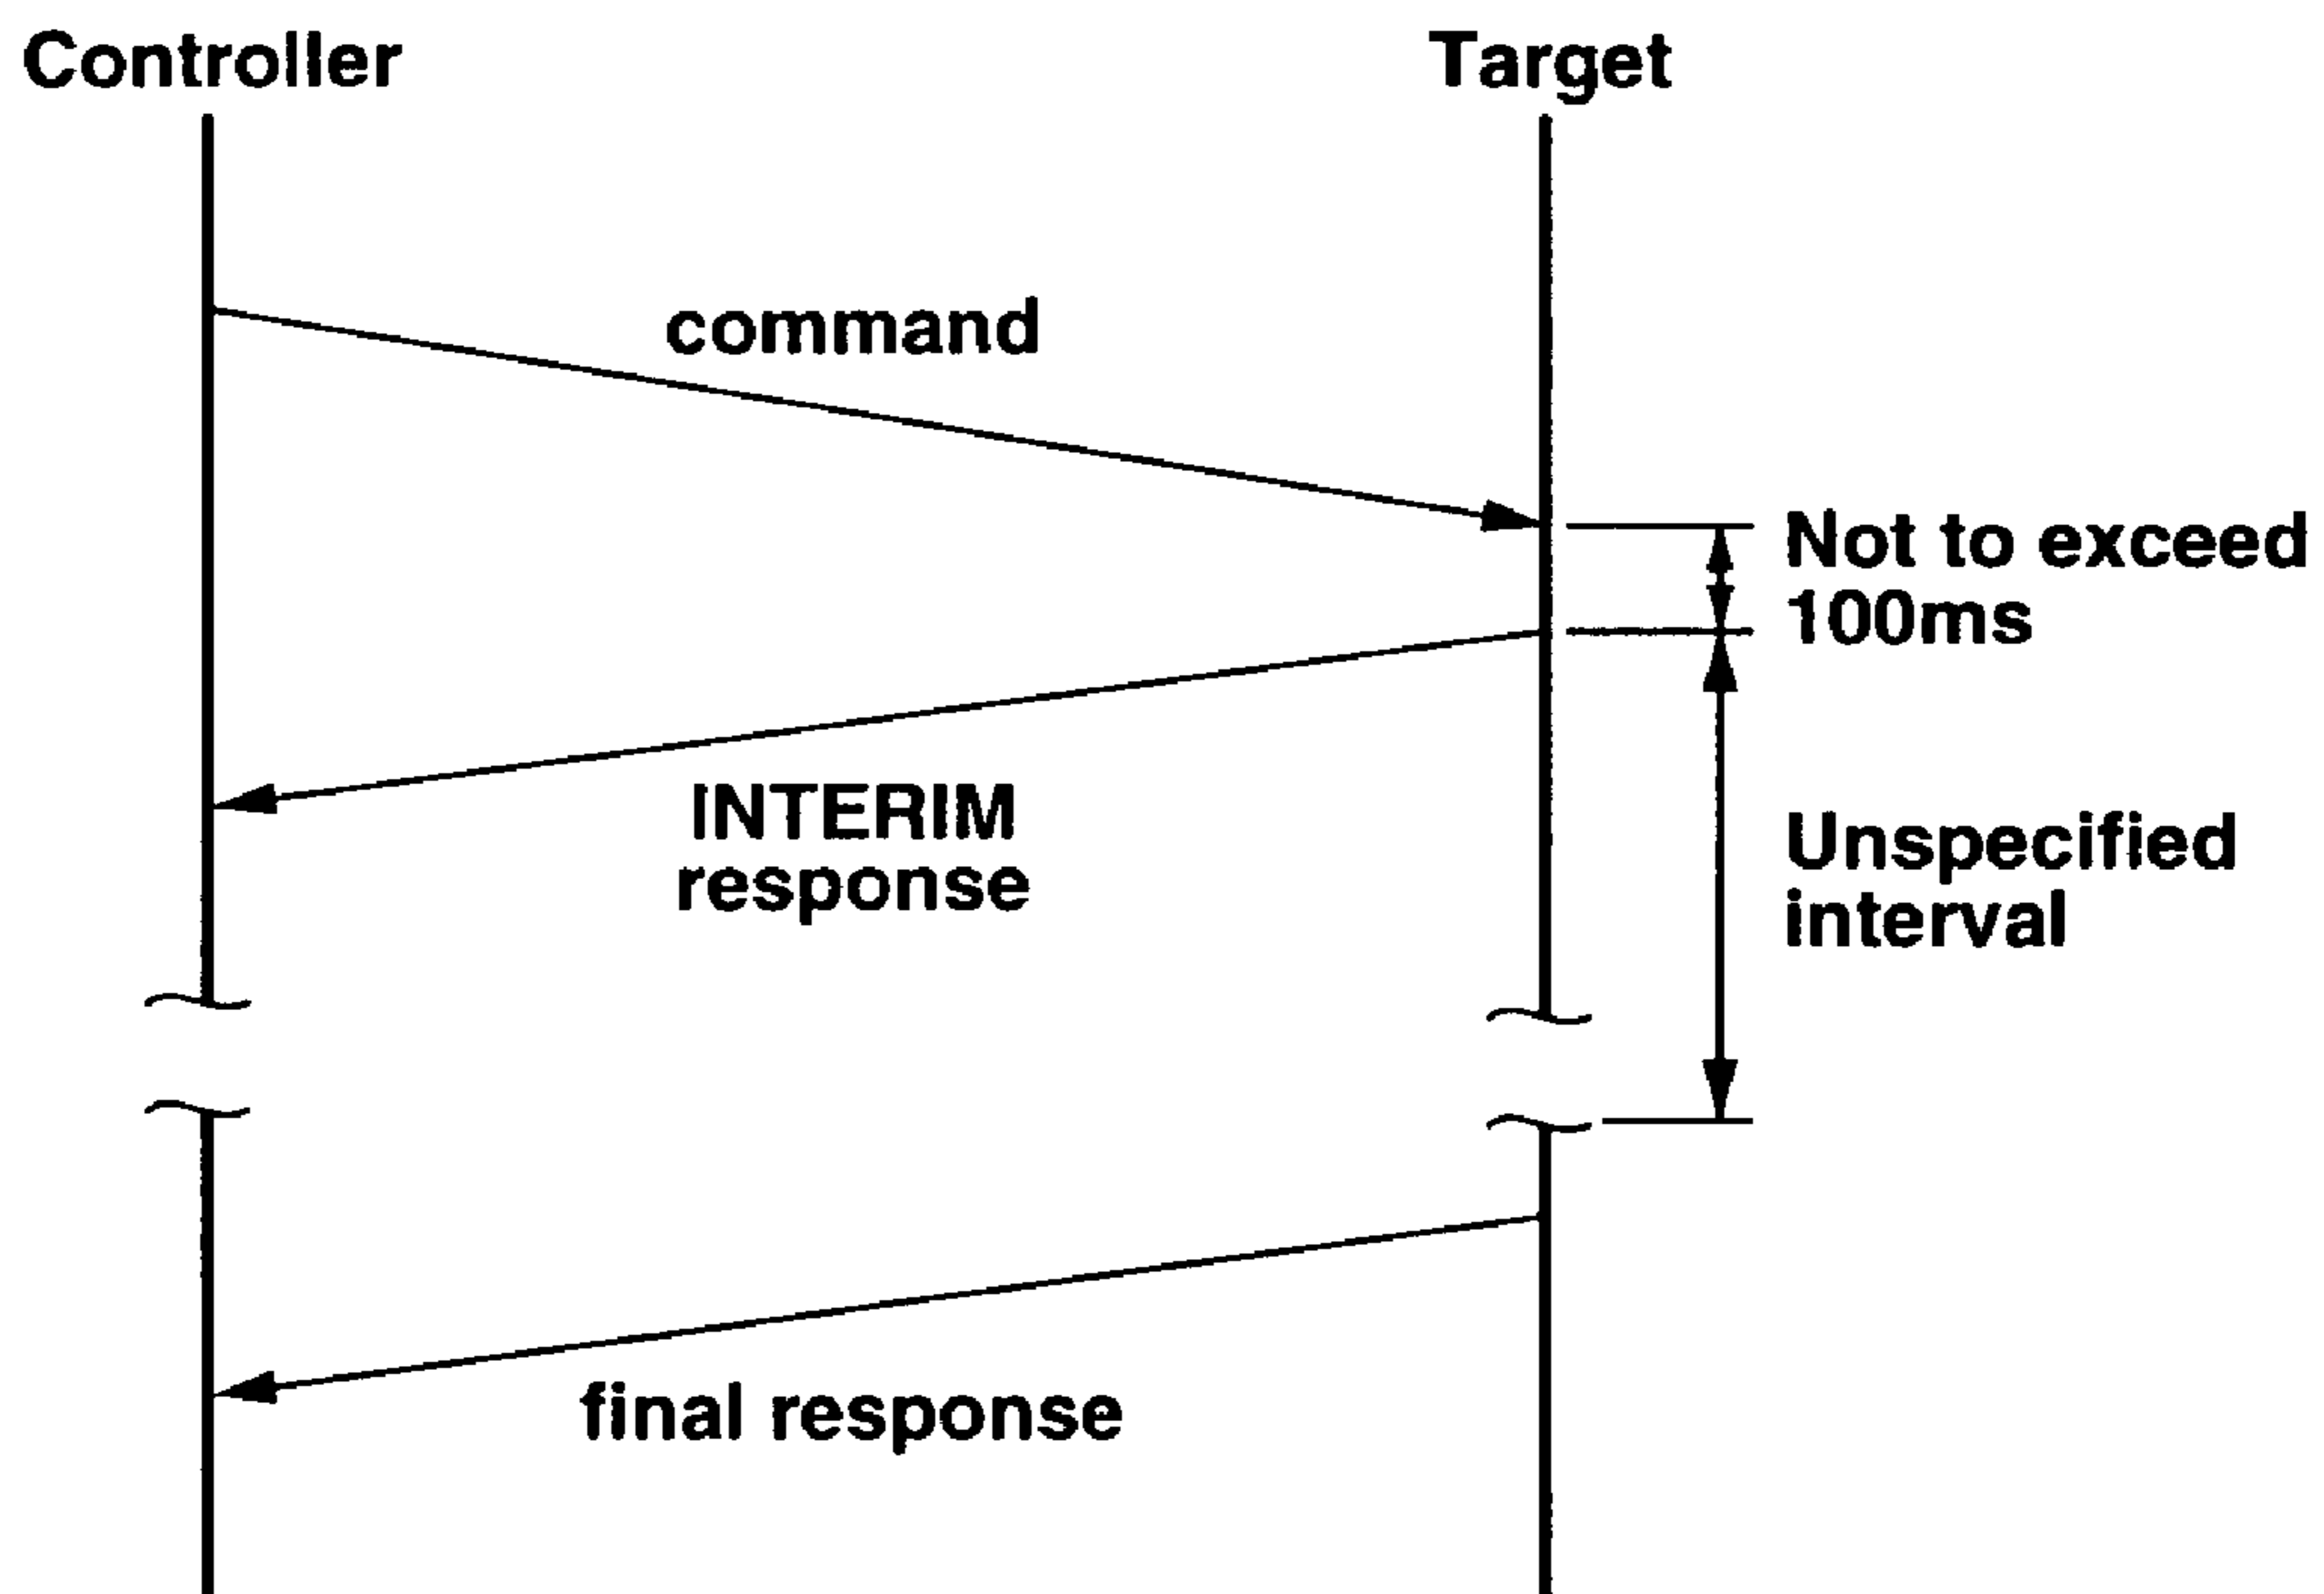 Controller
Target
command
Not to exceed
100ms
INTERIM
response
Unspecified
interval
final response